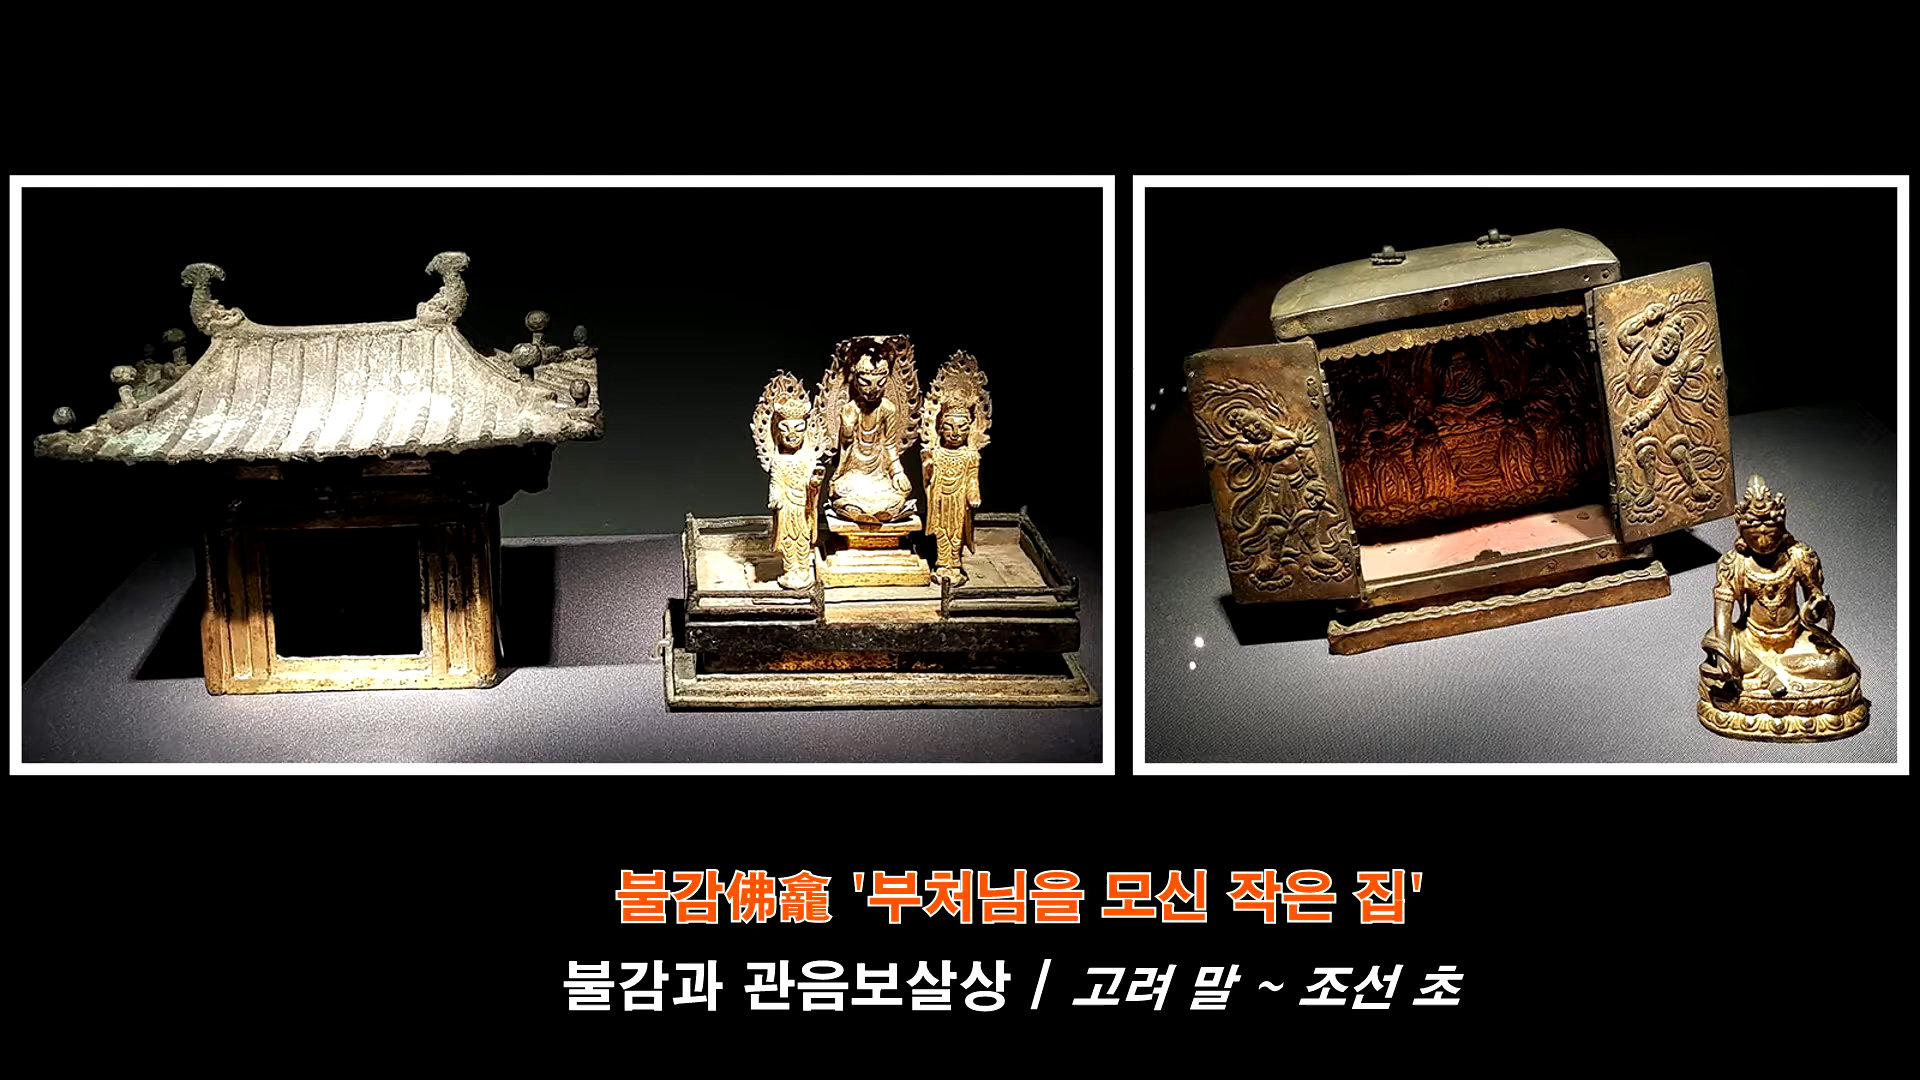 불감佛龕 '부처님을 모신 작은 집'
불감과 관음보살상 / 고려 말 ~ 조선 초